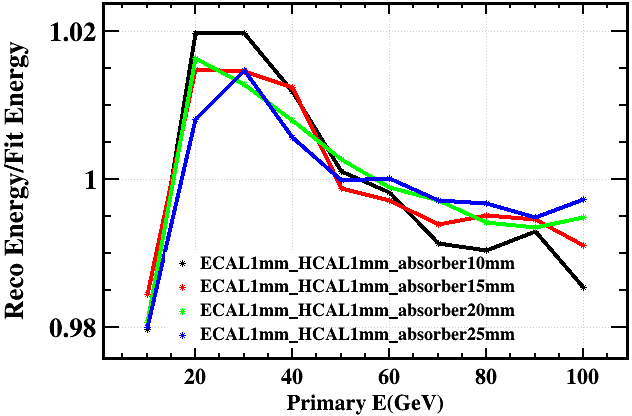 Reco Energy/Fit Energy
1.02
1
0.98
ECAL1mm_HCAL1mm_absorber10mm
ECAL1mm_HCAL1mm_absorber15mm
ECAL1mm_HCAL1mm_absorber20mm
ECAL1mm_HCAL1mm_absorber25mm
20 40 60 80 100
Primary E(GeV)